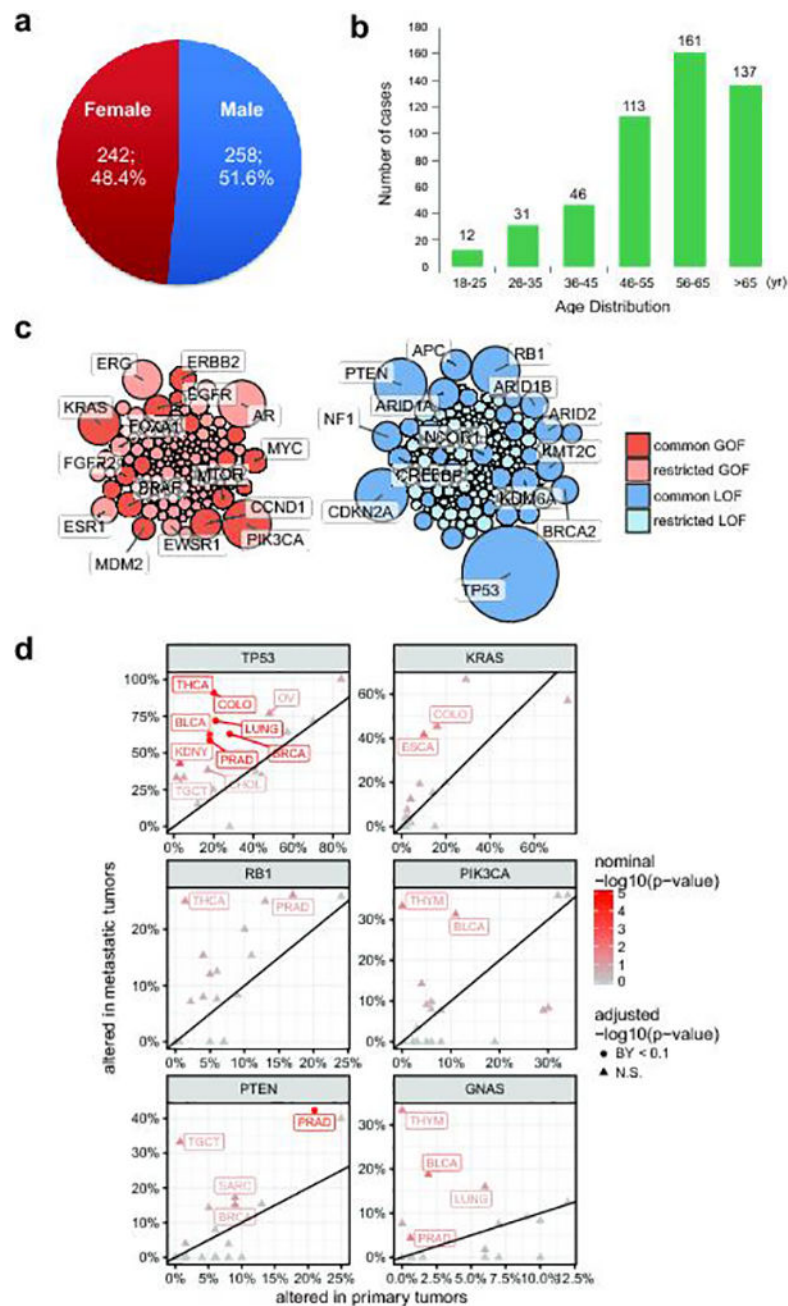 a
Female
242;
48.4%
Male
258;
51.6%
b
Number of cases
180
160
140
120
100
80
60
40
20
0
12
31
46
113
161
137
18-25
26-35
36-45
46-55
56-65
>65
(yr)
Age Distribution
c
ERG
ERBB2
EGFR
KRAS
AR
FOXA1
MYC
FGFR2
MTOR
BRAF
CCND1
ESR1
EWSR1
PIK3CA
MDM2
APC
RB1
PTEN
ARID1B
ARID1A
ARID2
NF1
NCOR1
KMT2C
CREBBP
KDM6A
CDKN2A
BRCA2
TP53
common GOF
restricted GOF
common LOF
restricted LOF
d
altered in metastatic tumors
TP53
100%
75%
50%
25%
0%
THCA
COLO
OV
BLCA
LUNG
KDNY
PRAD
BRCA
TGCT
CHOL
20%
40%
60%
80%
KRAS
60%
40%
20%
0%
COLO
ESCA
0%
20%
40%
60%
RB1
20%
10%
0%
THCA
PRAD
0%
5%
10%
15%
20%
25%
PIK3CA
30%
20%
10%
0%
THYM
BLCA
0%
10%
20%
30%
PTEN
40%
30%
20%
10%
0%
PRAD
TGCT
SARC
BRCA
0%
5%
10%
15%
20%
25%
GNAS
30%
20%
10%
0%
THYM
BLCA
LUNG
PRAD
0.0%
2.5%
5.0%
7.5%
10.0%
12.5%
altered in primary tumors
nominal
-log10(p-value)
5
4
3
2
1
0
adjusted
-log10(p-value)
BY < 0.1
N.S.